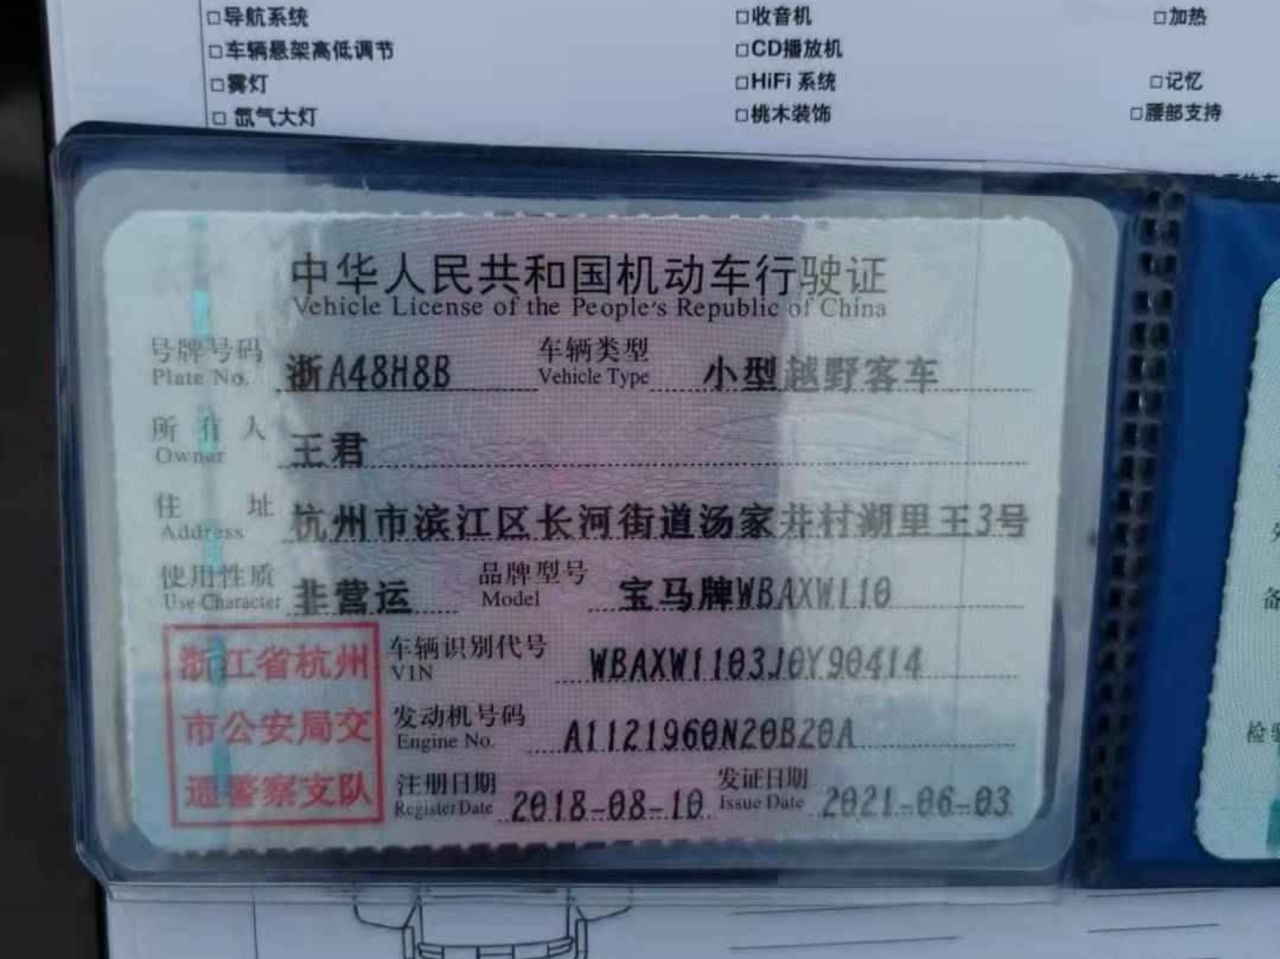 □导航系统 □收音机 □加热
□车辆悬架高低调节 □CD播放机
□雾灯 □HiFi 系统 □记忆
□ 氙气大灯 □桃木装饰 □腰部支持
中华人民共和国机动车行驶证
Vehicle License of the People's Republic of China
号牌号码 浙A48H8B 车辆类型 小型越野客车
Plate No. Vehicle Type
所有人 王君
Owner
住址 杭州市滨江区长河街道汤家井村湖里王3号
Address
使用性质 非营运 品牌型号 宝马牌WBAXW110
Use Character Model
浙江省杭州
市公安局交
通警察支队
车辆识别代号 WBAXW1103J0Y90414
VIN
发动机号码 A1121960N20B20A
Engine No.
注册日期 2018-08-10 发证日期 2021-06-03
Register Date Issue Date